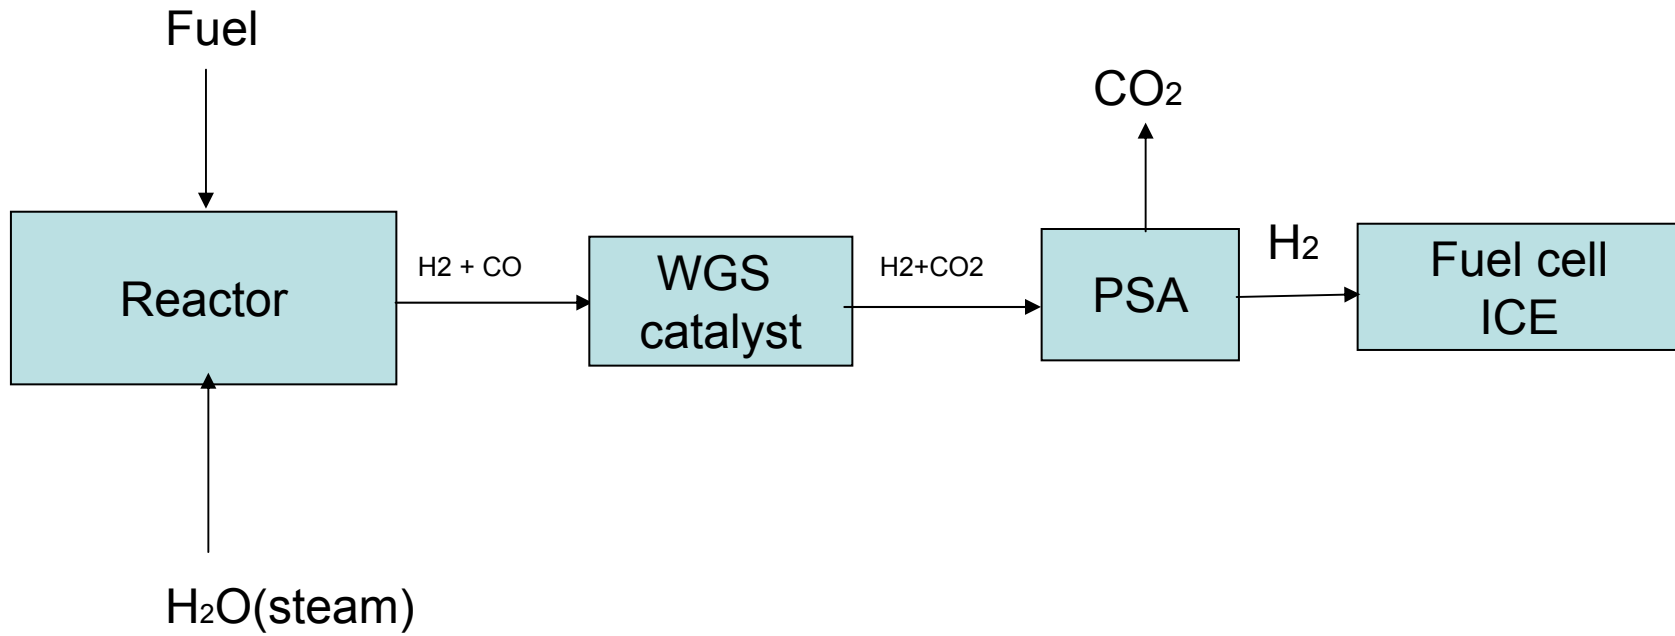 Fuel
CO2
Reactor
H2 + CO
WGS
catalyst
H2+CO2
PSA
H2
Fuel cell
ICE
H2O(steam)